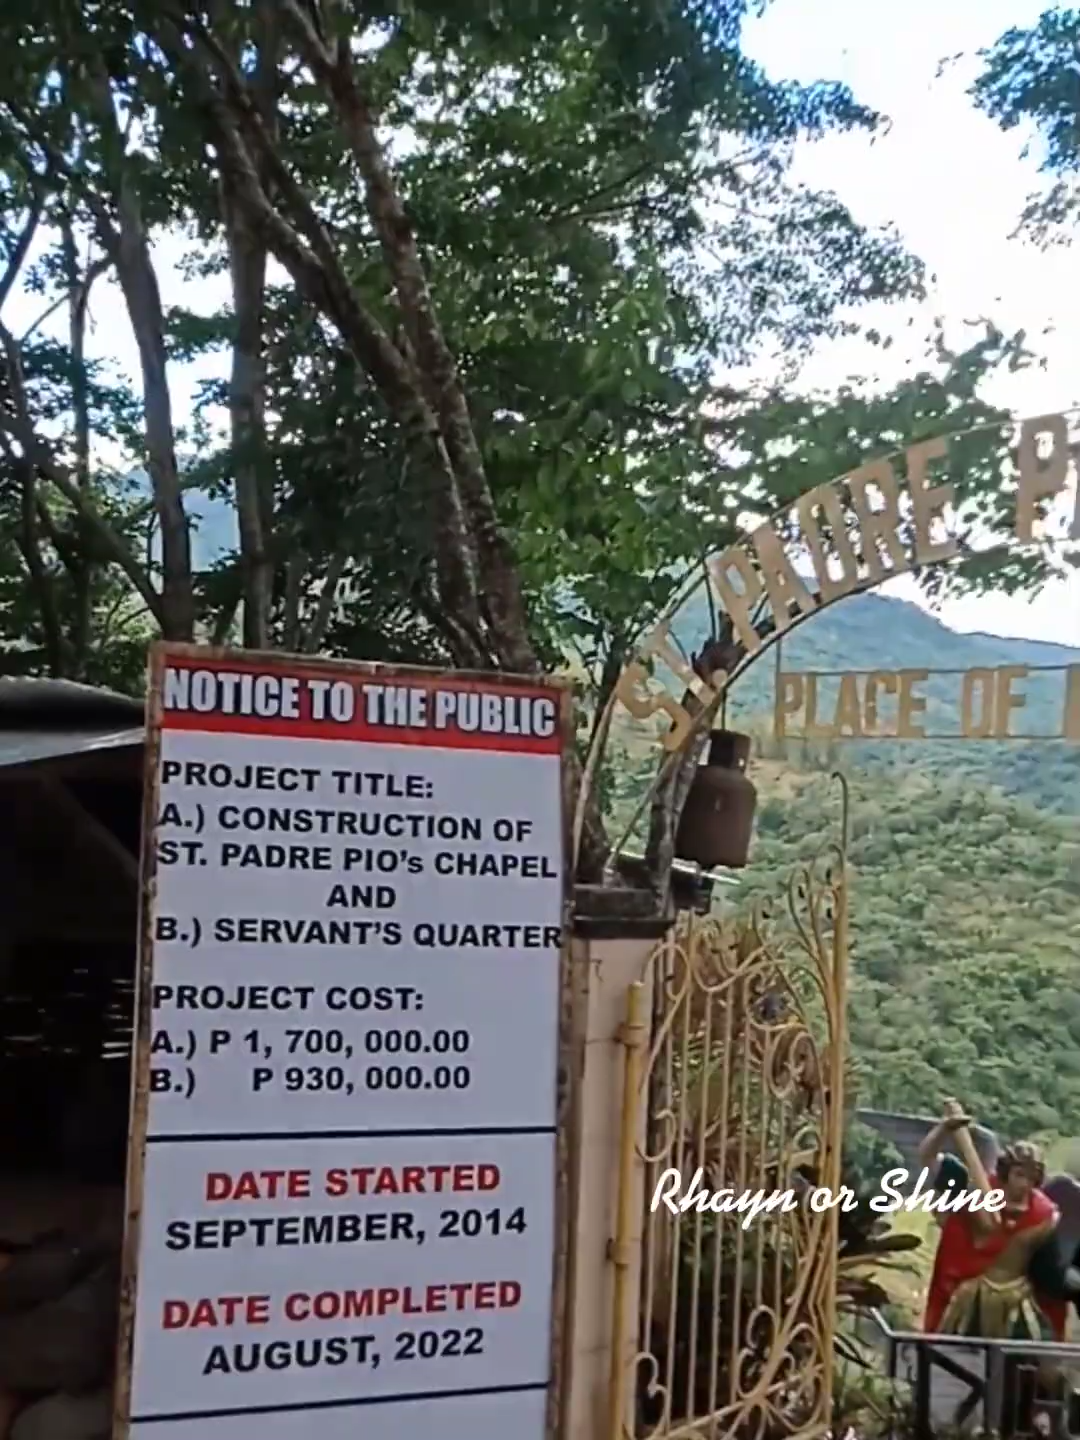 NOTICE TO THE PUBLIC
PROJECT TITLE:
A.) CONSTRUCTION OF
ST. PADRE PIO's CHAPEL
AND
B.) SERVANT'S QUARTER
PROJECT COST:
A.) P 1, 700, 000.00
B.) P 930, 000.00
DATE STARTED
SEPTEMBER, 2014
DATE COMPLETED
AUGUST, 2022
ST. PADRE
PLACE OF
Rhayn or Shine